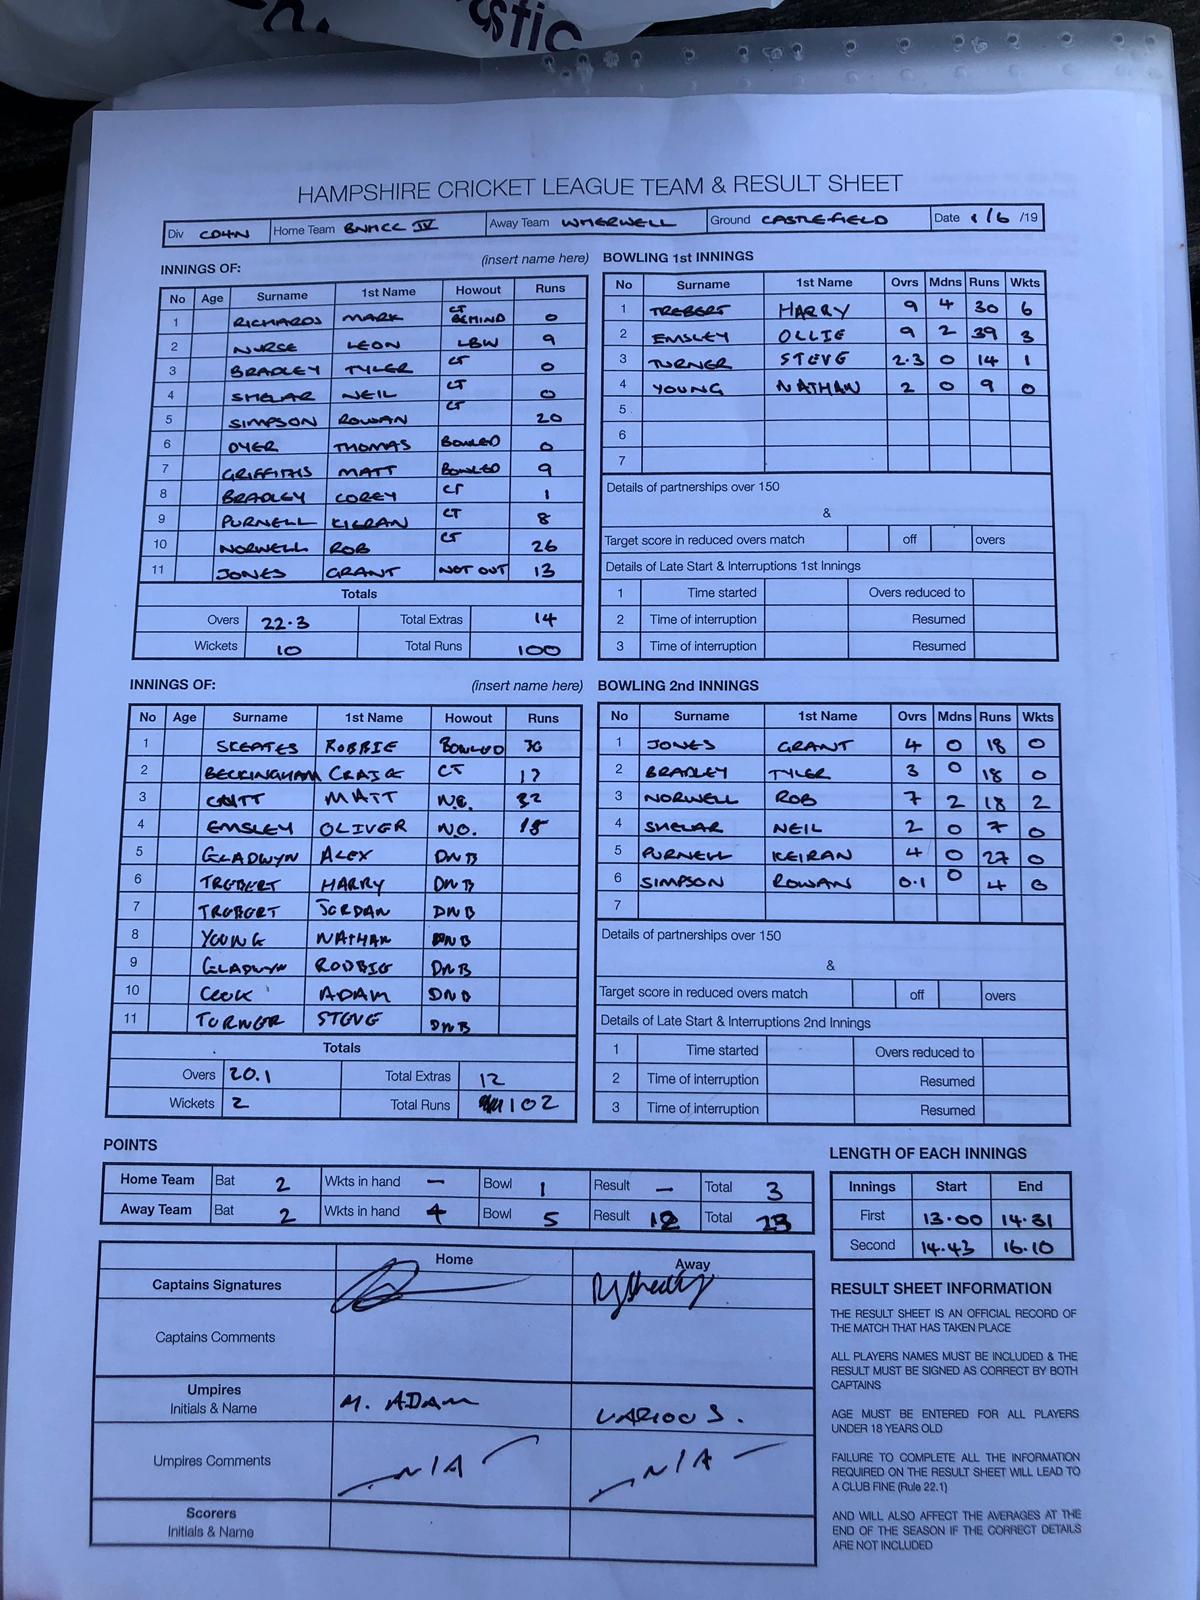 stic
HAMPSHIRE CRICKET LEAGUE TEAM & RESULT SHEET
Div CD4N Home Team BNHCC IV Away Team WHERWELL Ground CASTLEFIELD Date 1/6 /19
INNINGS OF: (insert name here)
No Age Surname 1st Name Howout Runs
1 RICHARDS MARK CT BEHIND 0
2 NURSE LEON LBW 9
3 BRADLEY TYLER CT 0
4 SHELAR NEIL CT 0
5 SIMPSON ROWAN CT 20
6 DYER THOMAS BOWLED 0
7 GRIFFITHS MATT BOWLED 9
8 BRADLEY COREY CT 1
9 PURNELL KIERAN CT 8
10 NORWELL ROB CT 26
11 JONES GRANT NOT OUT 13
Totals
Overs 22.3 Total Extras 14
Wickets 10 Total Runs 100
BOWLING 1st INNINGS
No Surname 1st Name Ovrs Mdns Runs Wkts
1 TREBERT HARRY 9 4 30 6
2 EMSLEY OLLIE 9 2 39 3
3 TURNER STEVE 2.3 0 14 1
4 YOUNG NATHAN 2 0 9 0
5
6
7
Details of partnerships over 150
&
Target score in reduced overs match off overs
Details of Late Start & Interruptions 1st Innings
1 Time started Overs reduced to
2 Time of interruption Resumed
3 Time of interruption Resumed
INNINGS OF: (insert name here)
No Age Surname 1st Name Howout Runs
1 SKEATES ROBBIE BOWLED
2 BECKINGHAM CRAIG CT 17
3 MATT N.O. 32
4 EMSLEY OLIVER N.O.
5 GLADWYN ALEX DNB
6 TREBERT HARRY DNB
7 TREBERT JORDAN DNB
8 YOUNG NATHAN DNB
9 GLADWYN ROBBIE DNB
10 COOK ADAM DNB
11 TURNER STEVE DNB
Totals
Overs 20.1 Total Extras 12
Wickets 2 Total Runs 102
BOWLING 2nd INNINGS
No Surname 1st Name Ovrs Mdns Runs Wkts
1 JONES GRANT 4 0 18 0
2 BRADLEY TYLER 3 0 18 0
3 NORWELL ROB 7 2 18 2
4 SHELAR NEIL 2 0 7 0
5 PURNELL KEIRAN 4 0 27 0
6 SIMPSON ROWAN 0.1 0 4 0
7
Details of partnerships over 150
&
Target score in reduced overs match off overs
Details of Late Start & Interruptions 2nd Innings
1 Time started Overs reduced to
2 Time of interruption Resumed
3 Time of interruption Resumed
POINTS
Home Team Bat 2 Wkts in hand – Bowl 1 Result – Total 3
Away Team Bat 2 Wkts in hand 4 Bowl 5 Result 12 Total 23
LENGTH OF EACH INNINGS
Innings Start End
First 13.00 14.31
Second 14.43 16.10
Home Away
Captains Signatures
Captains Comments
Umpires
Initials & Name M. ADAM VARIOUS.
Umpires Comments N/A N/A
Scorers
Initials & Name
RESULT SHEET INFORMATION
THE RESULT SHEET IS AN OFFICIAL RECORD OF
THE MATCH THAT HAS TAKEN PLACE
ALL PLAYERS NAMES MUST BE INCLUDED & THE
RESULT MUST BE SIGNED AS CORRECT BY BOTH
CAPTAINS
AGE MUST BE ENTERED FOR ALL PLAYERS
UNDER 18 YEARS OLD
FAILURE TO COMPLETE ALL THE INFORMATION
REQUIRED ON THE RESULT SHEET WILL LEAD TO
A CLUB FINE (Rule 22.1)
AND WILL ALSO AFFECT THE AVERAGES AT THE
END OF THE SEASON IF THE CORRECT DETAILS
ARE NOT INCLUDED